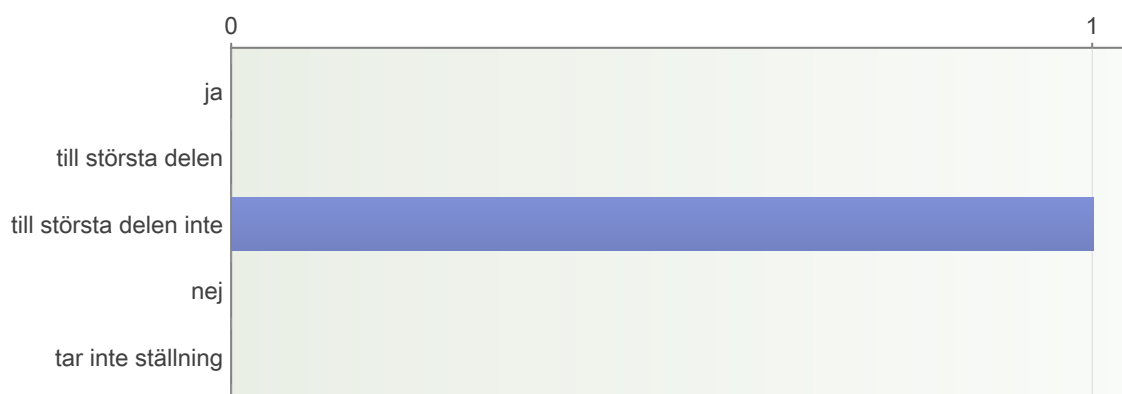 0 1
ja
till största delen
till största delen inte
nej
tar inte ställning